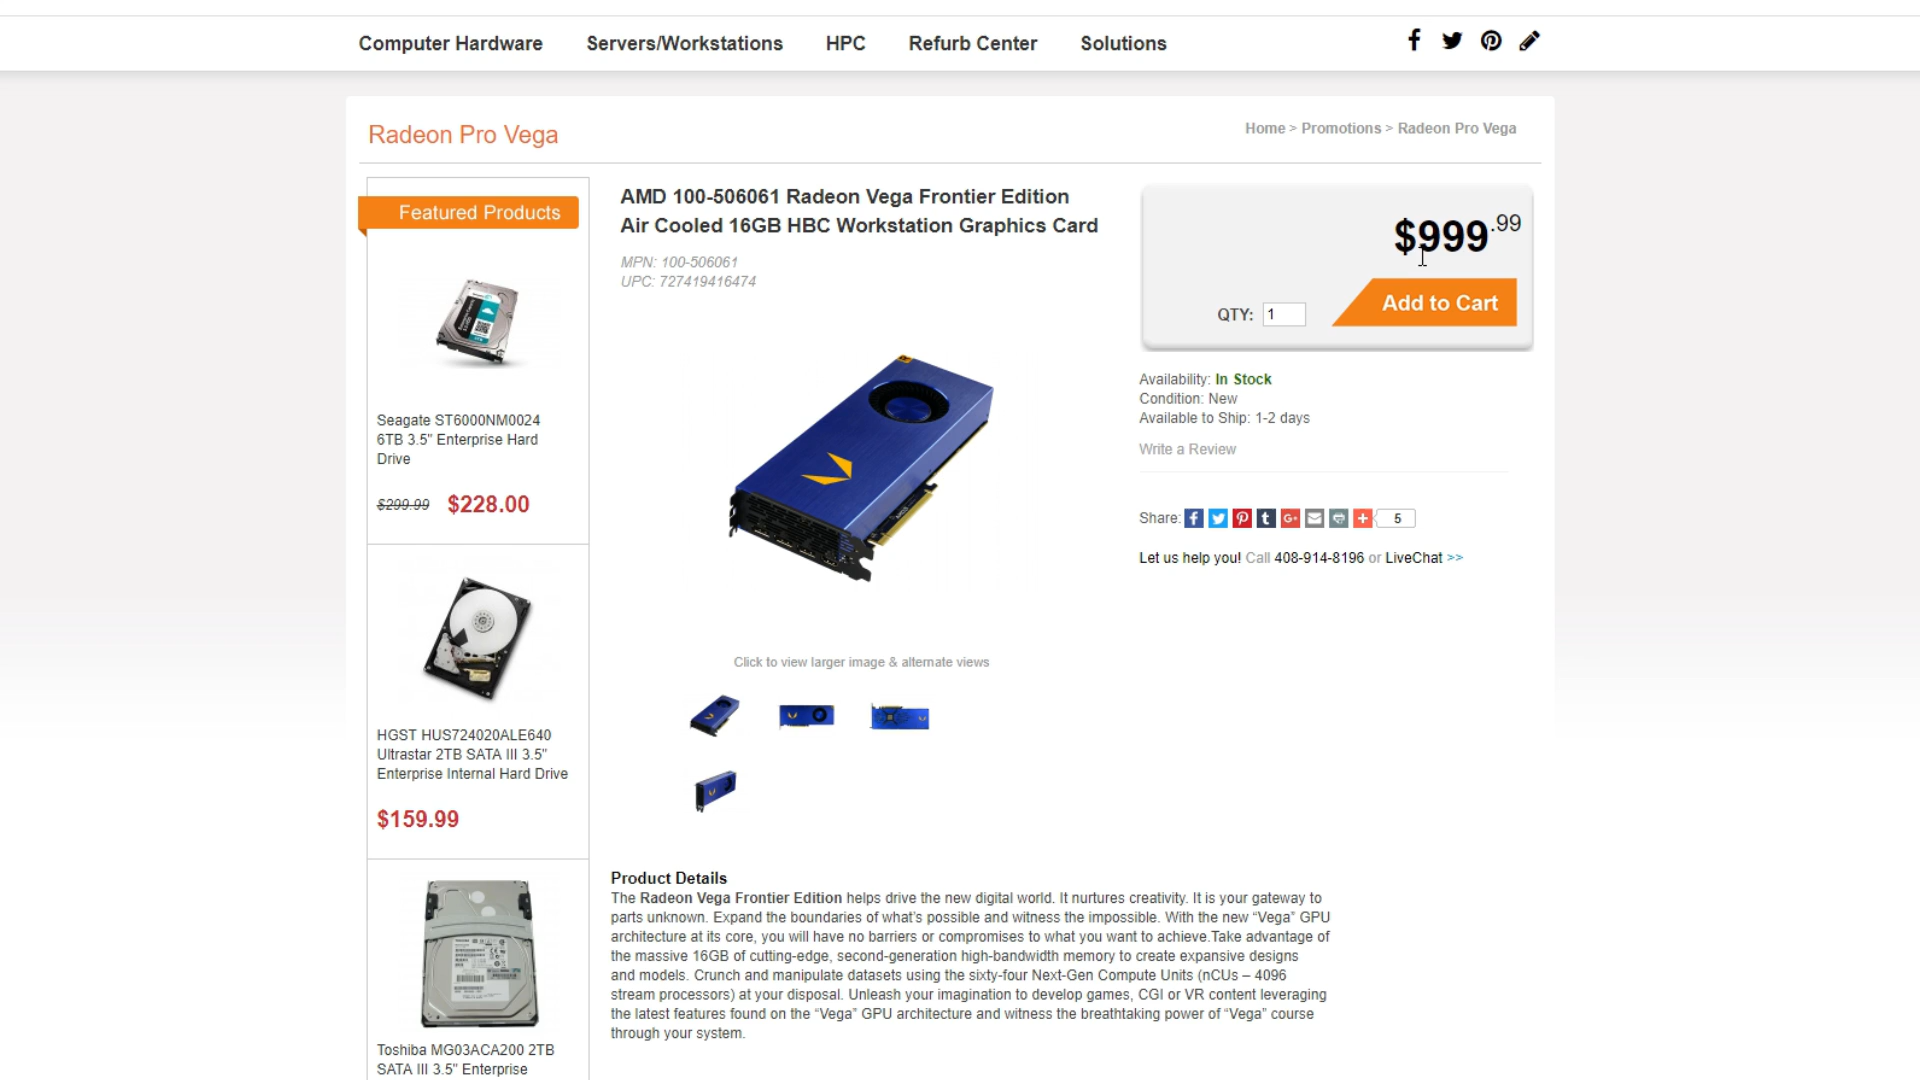 Computer Hardware
Servers/Workstations
HPC
Refurb Center
Solutions
Radeon Pro Vega
Home > Promotions > Radeon Pro Vega
Featured Products
Seagate ST6000NM0024
6TB 3.5" Enterprise Hard
Drive
$299.99 $228.00
HGST HUS724020ALE640
Ultrastar 2TB SATA III 3.5"
Enterprise Internal Hard Drive
$159.99
Toshiba MG03ACA200 2TB
SATA III 3.5" Enterprise
AMD 100-506061 Radeon Vega Frontier Edition
Air Cooled 16GB HBC Workstation Graphics Card
MPN: 100-506061
UPC: 727419416474
Click to view larger image & alternate views
$999.99
QTY: 1
Add to Cart
Availability: In Stock
Condition: New
Available to Ship: 1-2 days
Write a Review
Share: 5
Let us help you! Call 408-914-8196 or LiveChat >>
Product Details
The Radeon Vega Frontier Edition helps drive the new digital world. It nurtures creativity. It is your gateway to
parts unknown. Expand the boundaries of what’s possible and witness the impossible. With the new “Vega” GPU
architecture at its core, you will have no barriers or compromises to what you want to achieve.Take advantage of
the massive 16GB of cutting-edge, second-generation high-bandwidth memory to create expansive designs
and models. Crunch and manipulate datasets using the sixty-four Next-Gen Compute Units (nCUs – 4096
stream processors) at your disposal. Unleash your imagination to develop games, CGI or VR content leveraging
the latest features found on the “Vega” GPU architecture and witness the breathtaking power of “Vega” course
through your system.